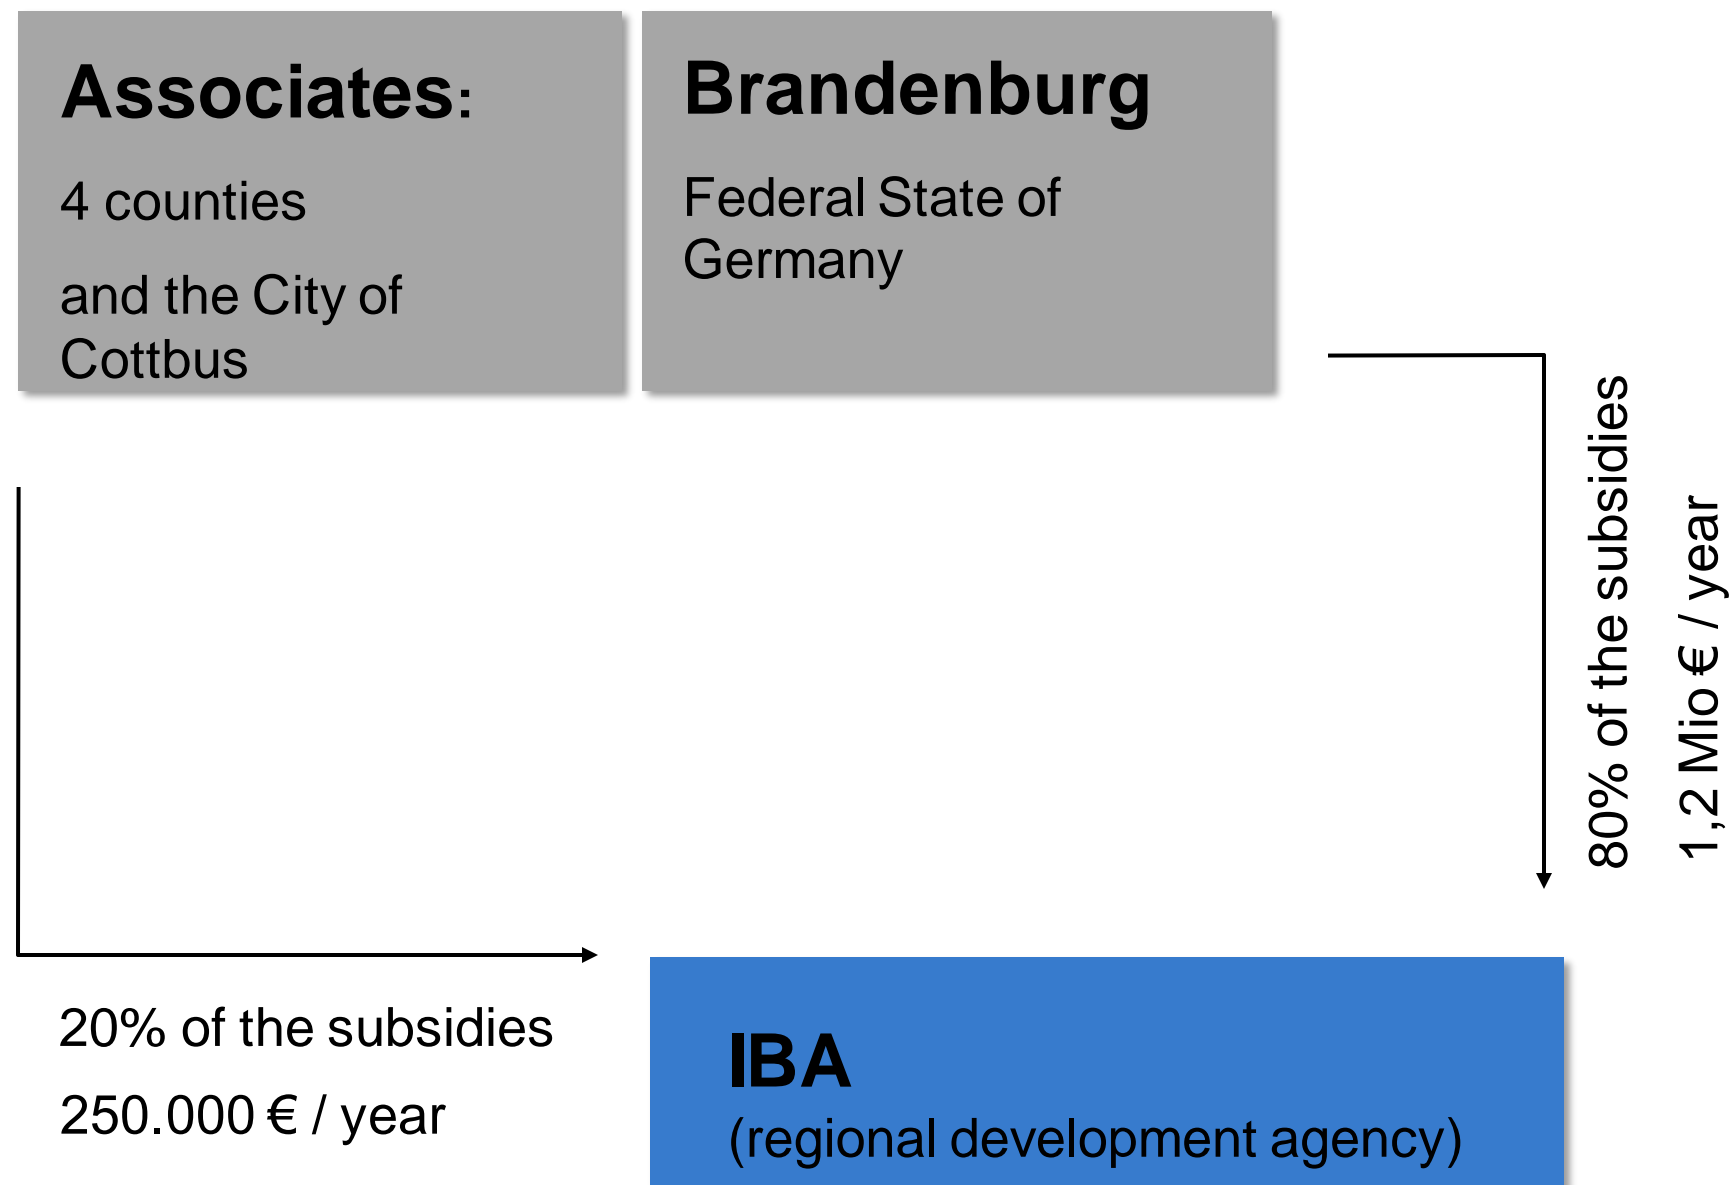 Associates:
4 counties
and the City of
Cottbus
Brandenburg
Federal State of
Germany
80% of the subsidies
1,2 Mio € / year
20% of the subsidies
250.000 € / year
IBA
(regional development agency)